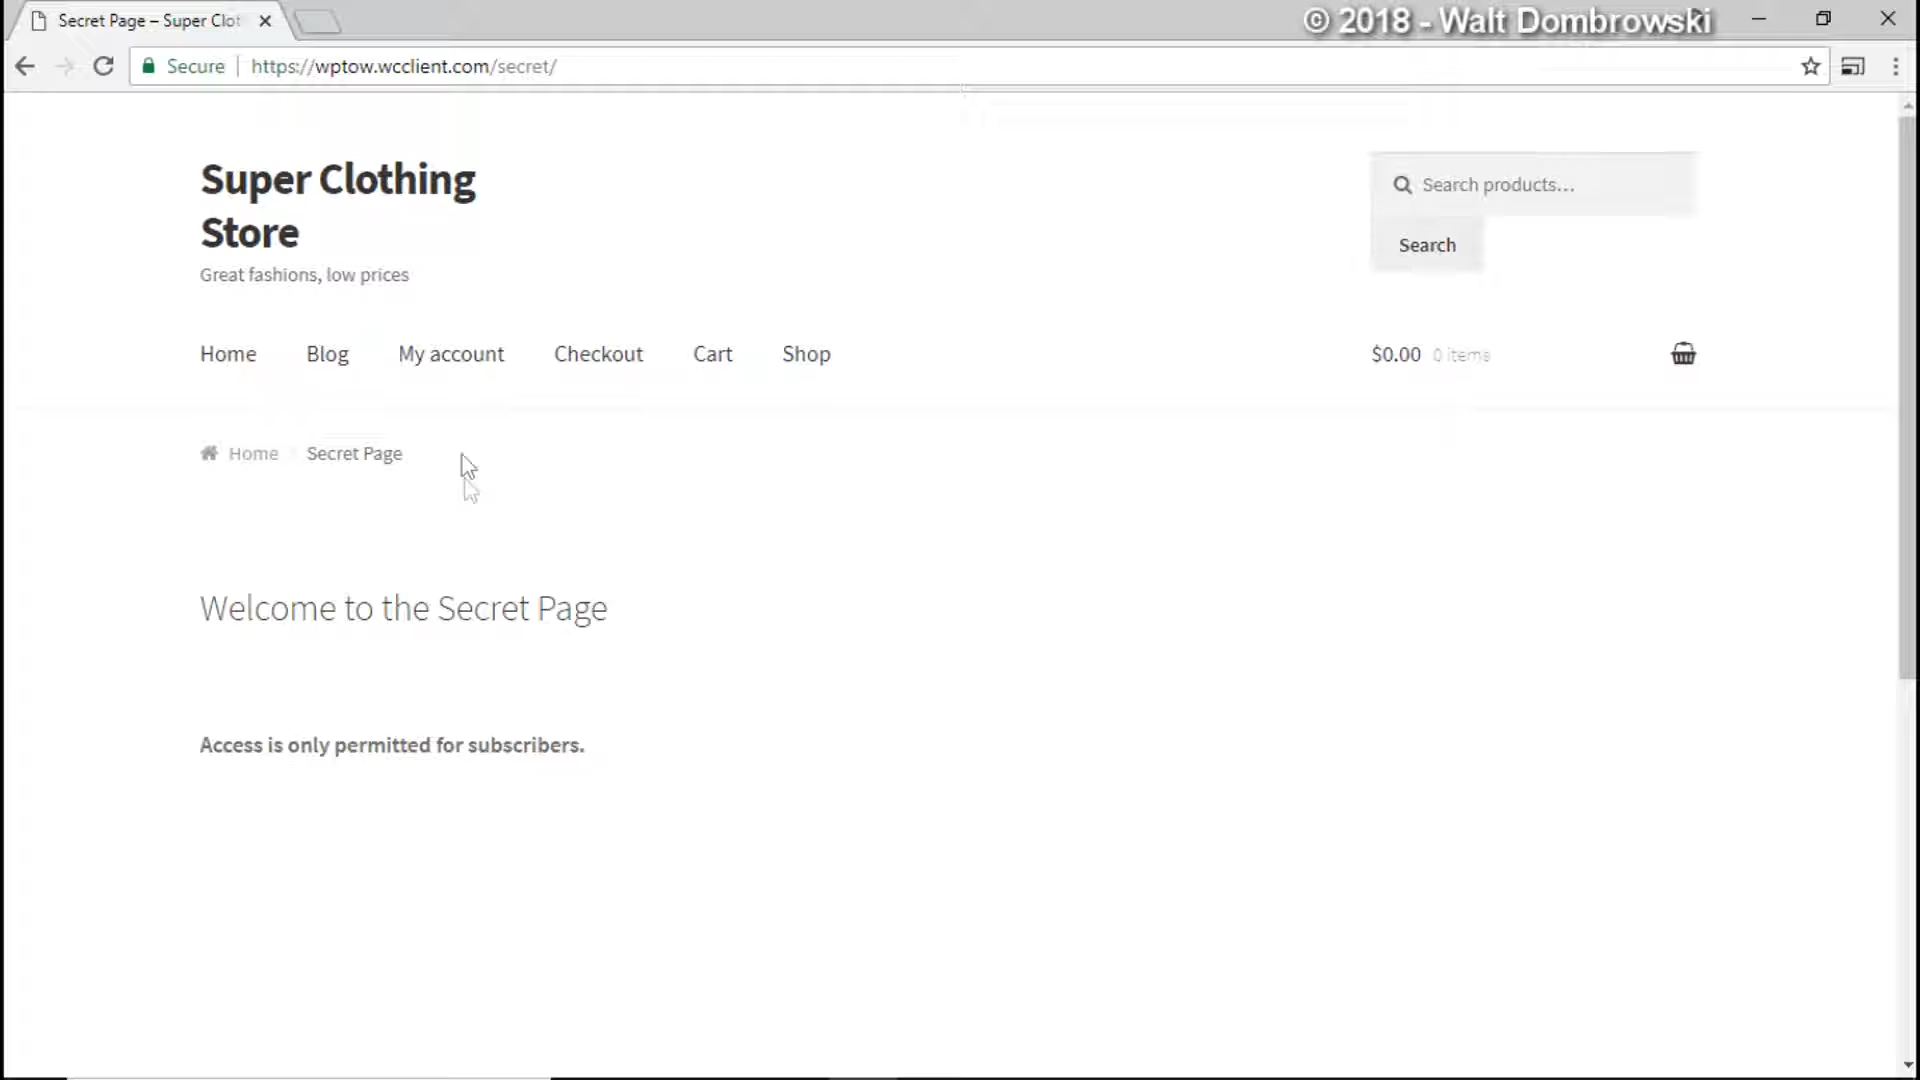 Secret Page – Super Clot
© 2018 - Walt Dombrowski
Secure
https://wptow.wcclient.com/secret/
Super Clothing
Store
Great fashions, low prices
Search products...
Search
Home
Blog
My account
Checkout
Cart
Shop
$0.00 0 items
Home
Secret Page
Welcome to the Secret Page
Access is only permitted for subscribers.